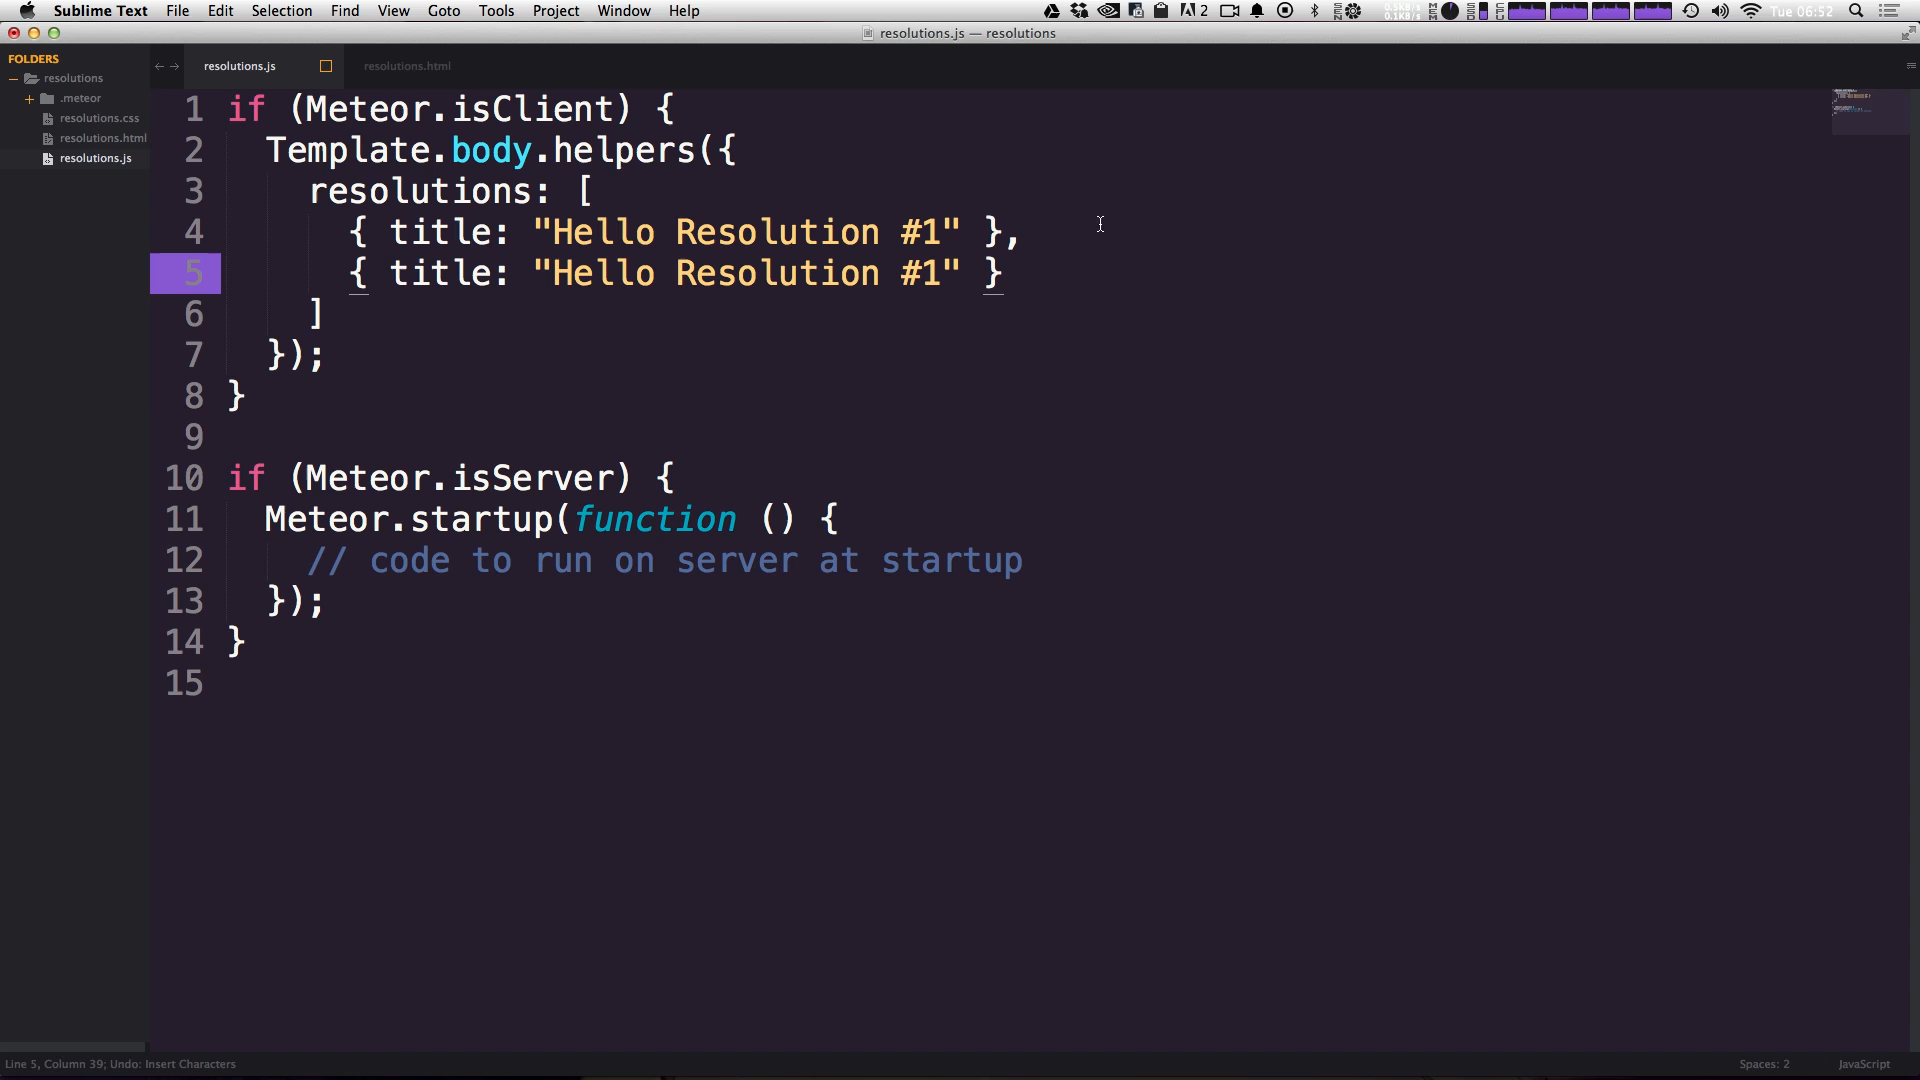 Sublime Text File Edit Selection Find View Goto Tools Project Window Help 2 Tue 06:52
resolutions.js — resolutions
FOLDERS
resolutions
.meteor
resolutions.css
resolutions.html
resolutions.js
resolutions.js resolutions.html
1 if (Meteor.isClient) {
2 Template.body.helpers({
3 resolutions: [
4 { title: "Hello Resolution #1" },
5 { title: "Hello Resolution #1" }
6 ]
7 });
8 }
9
10 if (Meteor.isServer) {
11 Meteor.startup(function () {
12 // code to run on server at startup
13 });
14 }
15
Line 5, Column 39; Undo: Insert Characters Spaces: 2 JavaScript